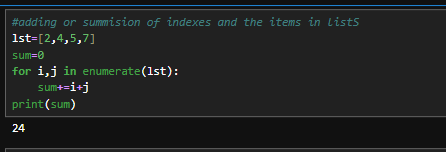 #adding or summision of indexes and the items in listS
lst=[2,4,5,7]
sum=0
for i,j in enumerate(lst):
    sum+=i+j
print(sum)
24